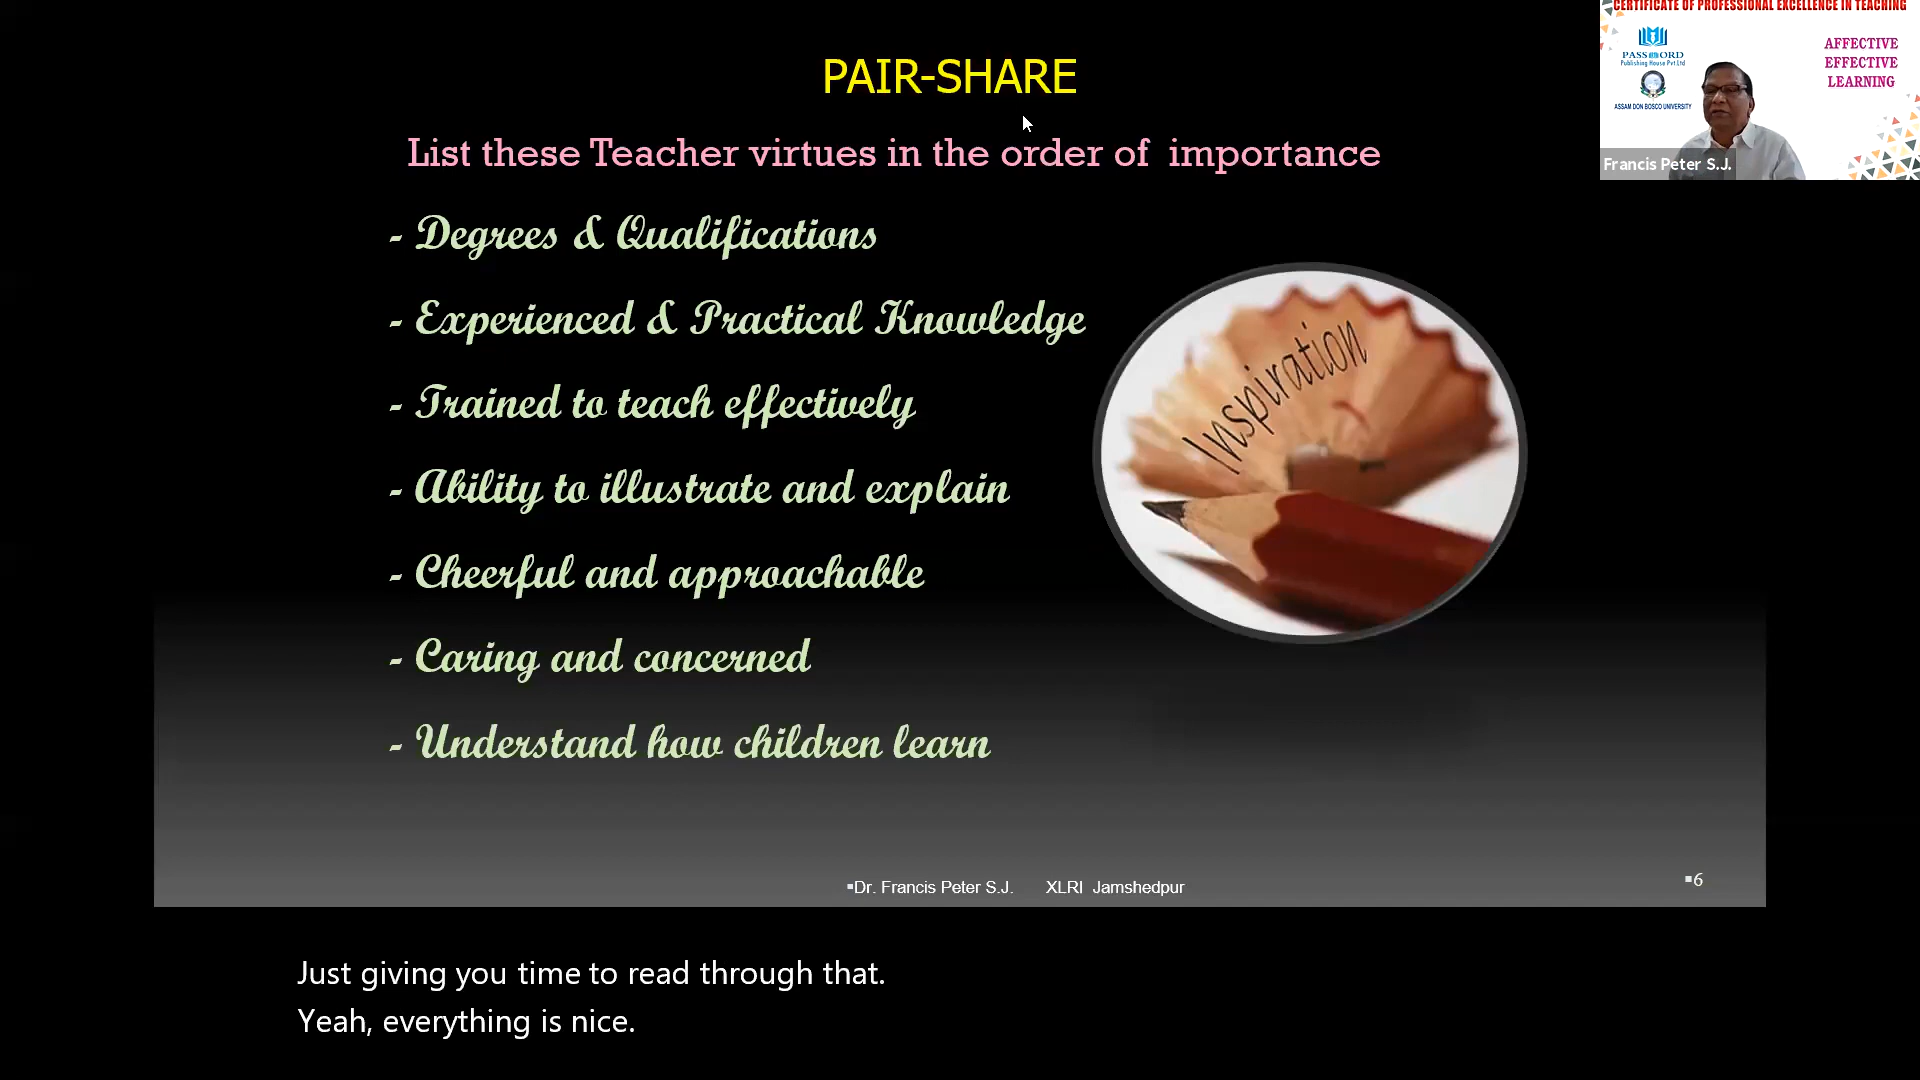 CERTIFICATE OF PROFESSIONAL EXCELLENCE IN TEACHING
PASSWORD
Publishing House Pvt Ltd
ASSAM DON BOSCO UNIVERSITY
AFFECTIVE
EFFECTIVE
LEARNING
Francis Peter S.J.
PAIR-SHARE
List these Teacher virtues in the order of importance
- Degrees & Qualifications
- Experienced & Practical Knowledge
- Trained to teach effectively
- Ability to illustrate and explain
- Cheerful and approachable
- Caring and concerned
- Understand how children learn
Inspiration
▪Dr. Francis Peter S.J. XLRI Jamshedpur
▪6
Just giving you time to read through that.
Yeah, everything is nice.